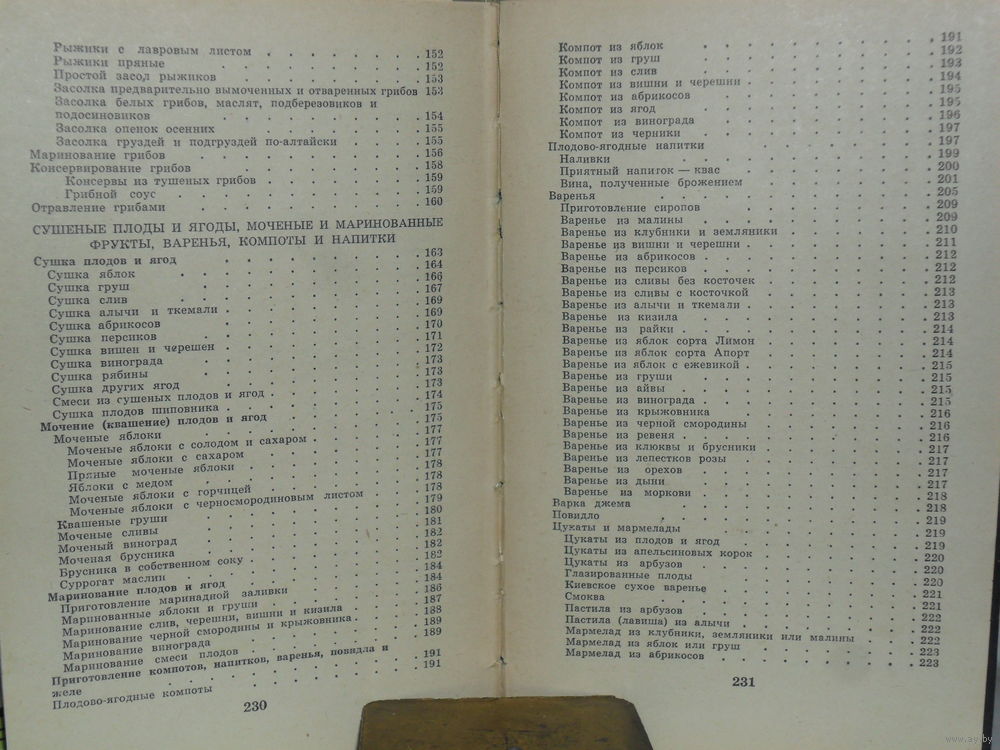 Рыжики с лавровым листом . . . . . . . 152
Рыжики пряные . . . . . . . . . 152
Простой засол рыжиков . . . . . . . . 153
Засолка предварительно вымоченных и отваренных грибов 153
Засолка белых грибов, маслят, подберезовиков и
подосиновиков . . . . . . . . . 154
Засолка опенок осенних . . . . . . . . 155
Засолка груздей и подгруздей по-алтайски . . . . 155
Маринование грибов . . . . . . . . . 156
Консервирование грибов . . . . . . . . 158
Консервы из тушеных грибов . . . . . . . 159
Грибной соус . . . . . . . . . 159
Отравление грибами . . . . . . . . . 160
СУШЕНЫЕ ПЛОДЫ И ЯГОДЫ, МОЧЕНЫЕ И МАРИНОВАННЫЕ
ФРУКТЫ, ВАРЕНЬЯ, КОМПОТЫ И НАПИТКИ
Сушка плодов и ягод . . . . . . . . 163
Сушка яблок . . . . . . . . . 164
Сушка груш . . . . . . . . . 166
Сушка слив . . . . . . . . . 167
Сушка алычи и ткемали . . . . . . . . 169
Сушка абрикосов . . . . . . . . 169
Сушка персиков . . . . . . . . 170
Сушка вишен и черешен . . . . . . . . 171
Сушка винограда . . . . . . . . 172
Сушка рябины . . . . . . . . . 173
Сушка других ягод . . . . . . . . 173
Смеси из сушеных плодов и ягод . . . . . . 173
Сушка плодов шиповника . . . . . . . . 174
Мочение (квашение) плодов и ягод . . . . . . 175
Моченые яблоки . . . . . . . . 175
Моченые яблоки с солодом и сахаром . . . . . 177
Моченые яблоки с сахаром . . . . . . . 177
Пряные моченые яблоки . . . . . . . 177
Яблоки с медом . . . . . . . . 178
Моченые яблоки с горчицей . . . . . . . 178
Моченые яблоки с черносмородиновым листом . . . 178
Квашеные груши . . . . . . . . 179
Моченые сливы . . . . . . . . 180
Моченый виноград . . . . . . . . 181
Моченая брусника . . . . . . . . 182
Брусника в собственном соку . . . . . . . 182
Суррогат маслин . . . . . . . . 182
Маринование плодов и ягод . . . . . . . 184
Приготовление маринадной заливки . . . . . . 184
Маринованные яблоки и груши . . . . . . . 186
Маринование слив, черешни, вишни и кизила . . . . 187
Маринование черной смородины и крыжовника . . . . 188
Маринование винограда . . . . . . . 189
Маринование смеси плодов . . . . . . . 189
Приготовление компотов, напитков, варенья, повидла и
желе . . . . . . . . . 191
Плодово-ягодные компоты . . . . . . . 191
230
Компот из яблок . . . . . . . . 191
Компот из груш . . . . . . . . 192
Компот из слив . . . . . . . . 193
Компот из вишни и черешни . . . . . . . 194
Компот из абрикосов . . . . . . . . 195
Компот из ягод . . . . . . . . 195
Компот из винограда . . . . . . . . 196
Компот из черники . . . . . . . . 197
Плодово-ягодные напитки . . . . . . . . 197
Наливки . . . . . . . . . 199
Приятный напиток — квас . . . . . . . 200
Вина, полученные брожением . . . . . . . 201
Варенья . . . . . . . . . 205
Приготовление сиропов . . . . . . . . 209
Варенье из малины . . . . . . . . 209
Варенье из клубники и земляники . . . . . . 210
Варенье из вишни и черешни . . . . . . . 211
Варенье из абрикосов . . . . . . . . 212
Варенье из персиков . . . . . . . . 212
Варенье из сливы без косточек . . . . . . 212
Варенье из сливы с косточкой . . . . . . 213
Варенье из алычи и ткемали . . . . . . . 213
Варенье из кизила . . . . . . . . 213
Варенье из райки . . . . . . . . 214
Варенье из яблок сорта Лимон . . . . . . 214
Варенье из яблок сорта Апорт . . . . . . 214
Варенье из яблок с ежевикой . . . . . . . 215
Варенье из груши . . . . . . . . 215
Варенье из айвы . . . . . . . . 215
Варенье из винограда . . . . . . . . 215
Варенье из крыжовника . . . . . . . 216
Варенье из черной смородины . . . . . . 216
Варенье из ревеня . . . . . . . . 216
Варенье из клюквы и брусники . . . . . . 217
Варенье из лепестков розы . . . . . . . 217
Варенье из орехов . . . . . . . . 217
Варенье из дыни . . . . . . . . 217
Варенье из моркови . . . . . . . . 218
Варка джема . . . . . . . . . 218
Повидло . . . . . . . . . 219
Цукаты и мармелады . . . . . . . . 219
Цукаты из плодов и ягод . . . . . . . 219
Цукаты из апельсиновых корок . . . . . . 220
Цукаты из арбузов . . . . . . . . 220
Глазированные плоды . . . . . . . . 220
Киевское сухое варенье . . . . . . . 221
Смоква . . . . . . . . . 221
Пастила из арбузов . . . . . . . . 222
Пастила (лавиша) из алычи . . . . . . . 222
Мармелад из клубники, земляники или малины . . . 223
Мармелад из яблок или груш . . . . . . . 223
Мармелад из абрикосов . . . . . . . 223
231
www.ay.by